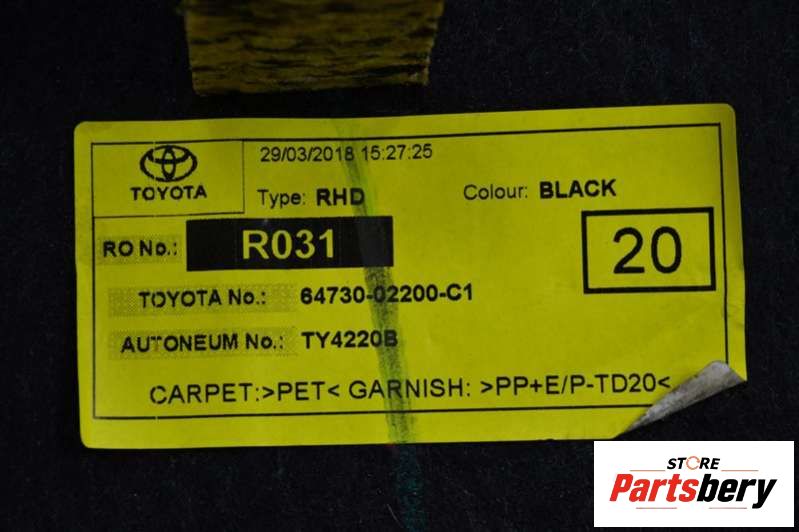 29/03/2018 15:27:25
TOYOTA
Type: RHD Colour: BLACK
RO No.: R031
20
TOYOTA No.: 64730-02200-C1
AUTONEUM No.: TY4220B
CARPET:>PET< GARNISH: >PP+E/P-TD20<
STORE
Partsbery